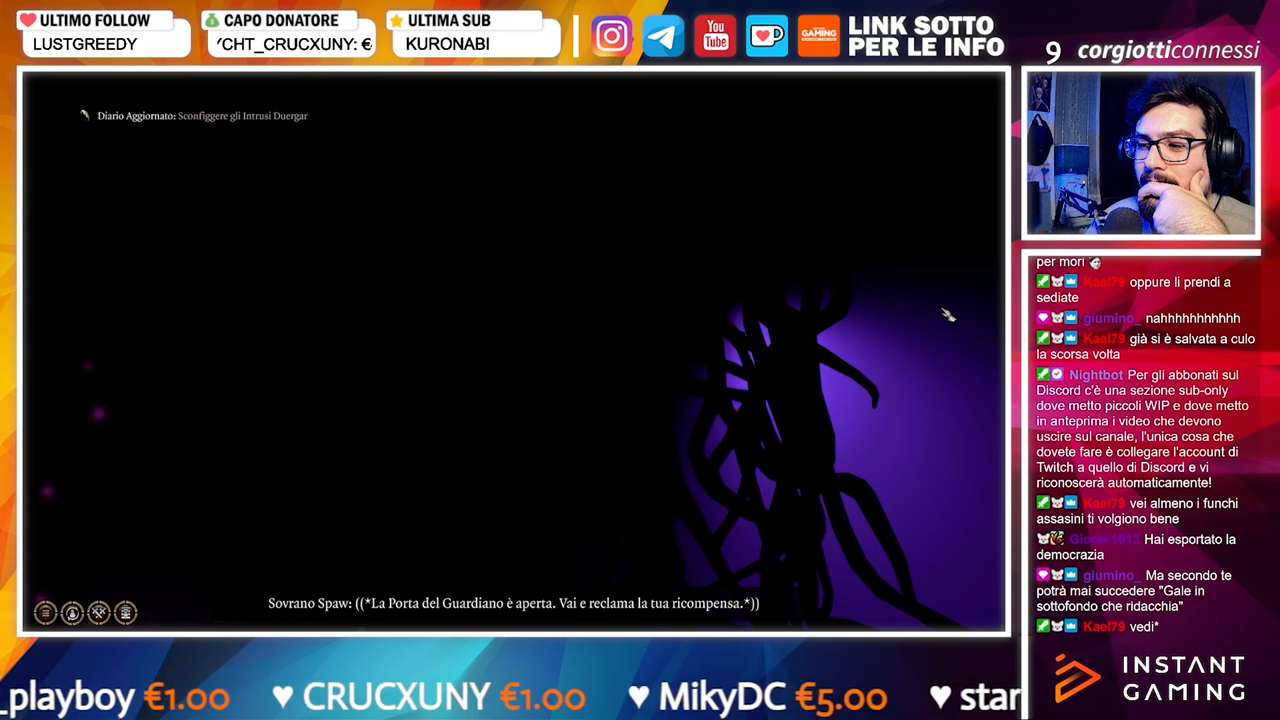 ULTIMO FOLLOW
LUSTGREEDY
CAPO DONATORE
YCHT_CRUCXUNY: €
ULTIMA SUB
KURONABI
You
Tube
GAMING
LINK SOTTO
PER LE INFO
9 corgiotticonnessi
Diario Aggiornato: Sconfiggere gli Intrusi Duergar
Sovrano Spaw: ((*La Porta del Guardiano è aperta. Vai e reclama la tua ricompensa.*))
per mori
Kael79 oppure li prendi a
sediate
giumino_ nahhhhhhhhhhh
Kael79 già si è salvata a culo
la scorsa volta
Nightbot Per gli abbonati sul
Discord c'è una sezione sub-only
dove metto piccoli WIP e dove metto
in anteprima i video che devono
uscire sul canale, l'unica cosa che
dovete fare è collegare l'account di
Twitch a quello di Discord e vi
riconoscerà automaticamente!
Kael79 vei almeno i funchi
assasini ti volgiono bene
Hai esportato la
democrazia
giumino_ Ma secondo te
potrà mai succedere "Gale in
sottofondo che ridacchia"
Kael79 vedi*
INSTANT
GAMING
_playboy €1.00 ♥ CRUCXUNY €1.00 ♥ MikyDC €5.00 ♥ star